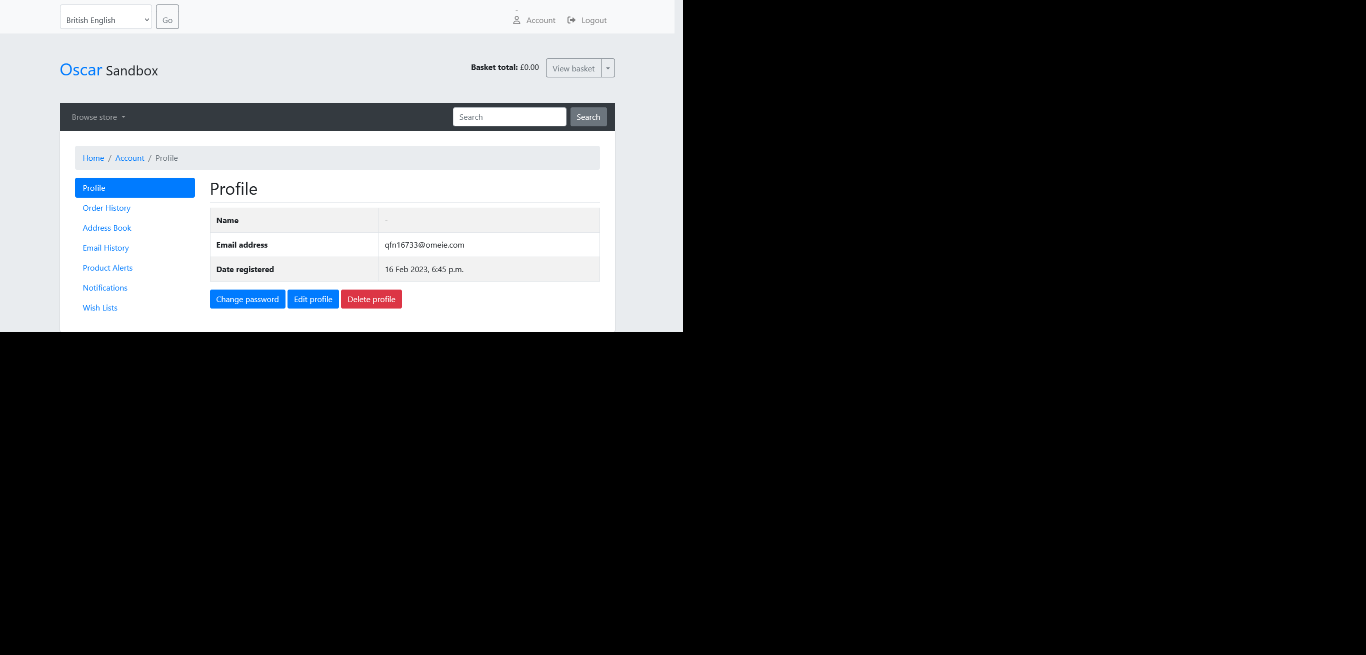 British English Go
Account Logout
Oscar Sandbox
Basket total: £0.00 View basket
Browse store
Search Search
Home / Account / Profile
Profile
Order History
Address Book
Email History
Product Alerts
Notifications
Wish Lists
Profile
Name -
Email address qfn16733@omeie.com
Date registered 16 Feb 2023, 6:45 p.m.
Change password Edit profile Delete profile